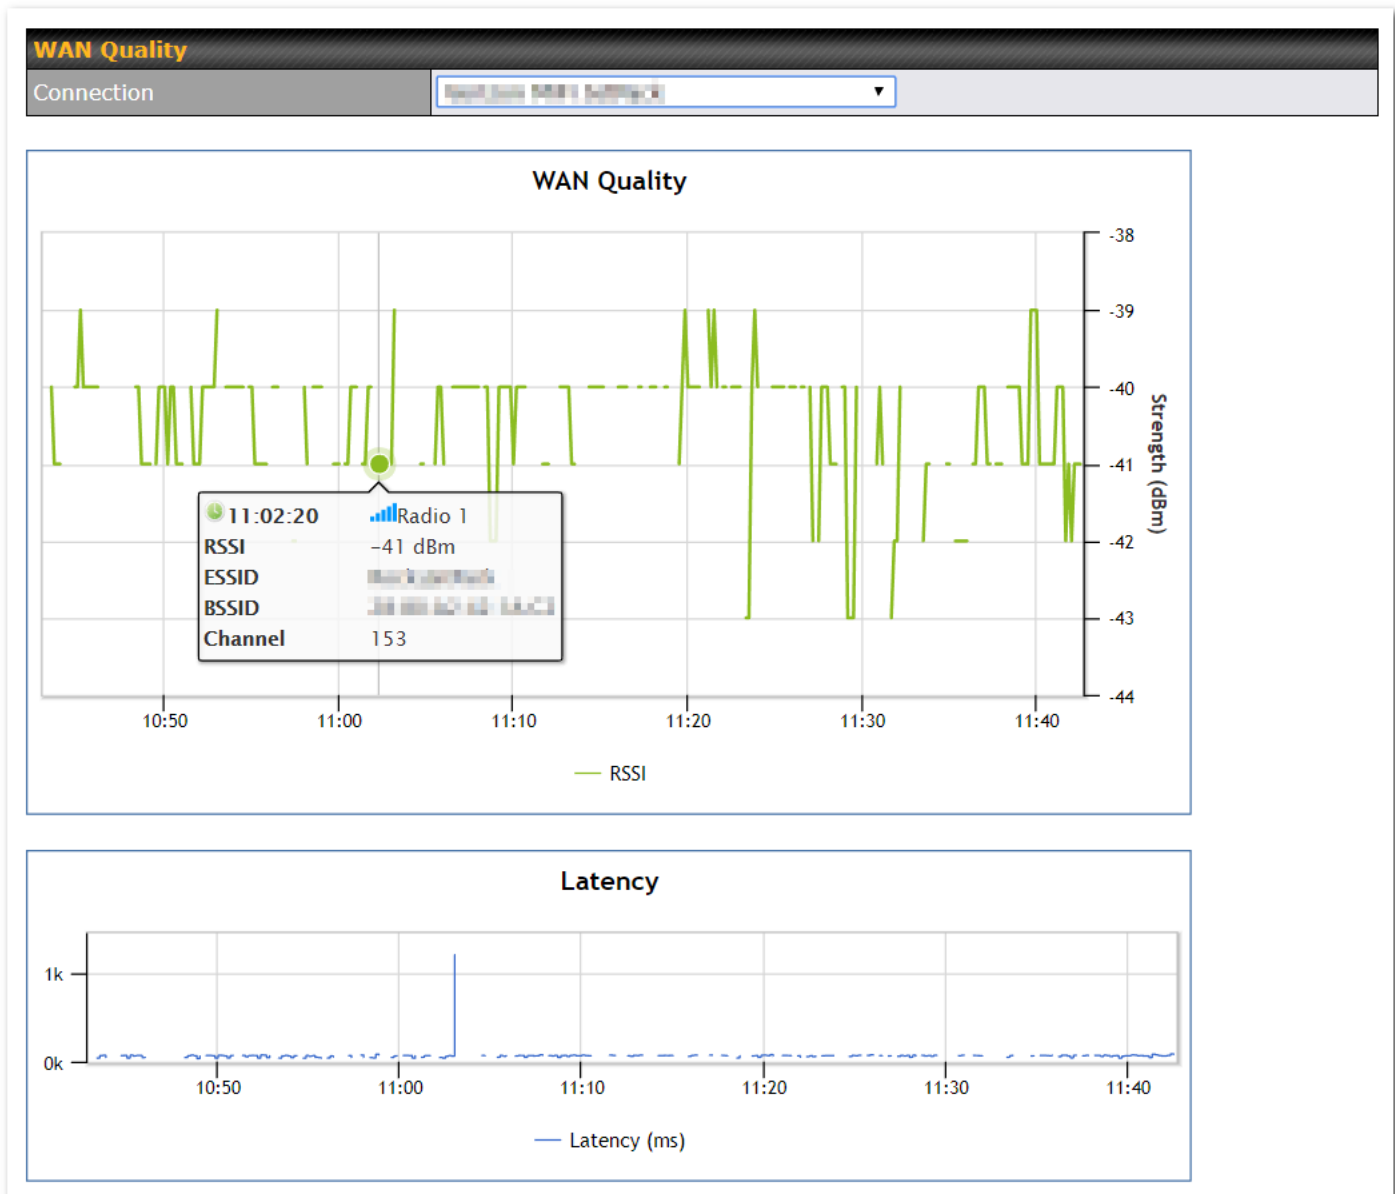 WAN Quality
Connection
WAN Quality
-38
-39
-40
-41
-42
-43
-44
Strength (dBm)
11:02:20 Radio 1
RSSI -41 dBm
ESSID
BSSID
Channel 153
10:50 11:00 11:10 11:20 11:30 11:40
RSSI
Latency
1k
0k
10:50 11:00 11:10 11:20 11:30 11:40
Latency (ms)